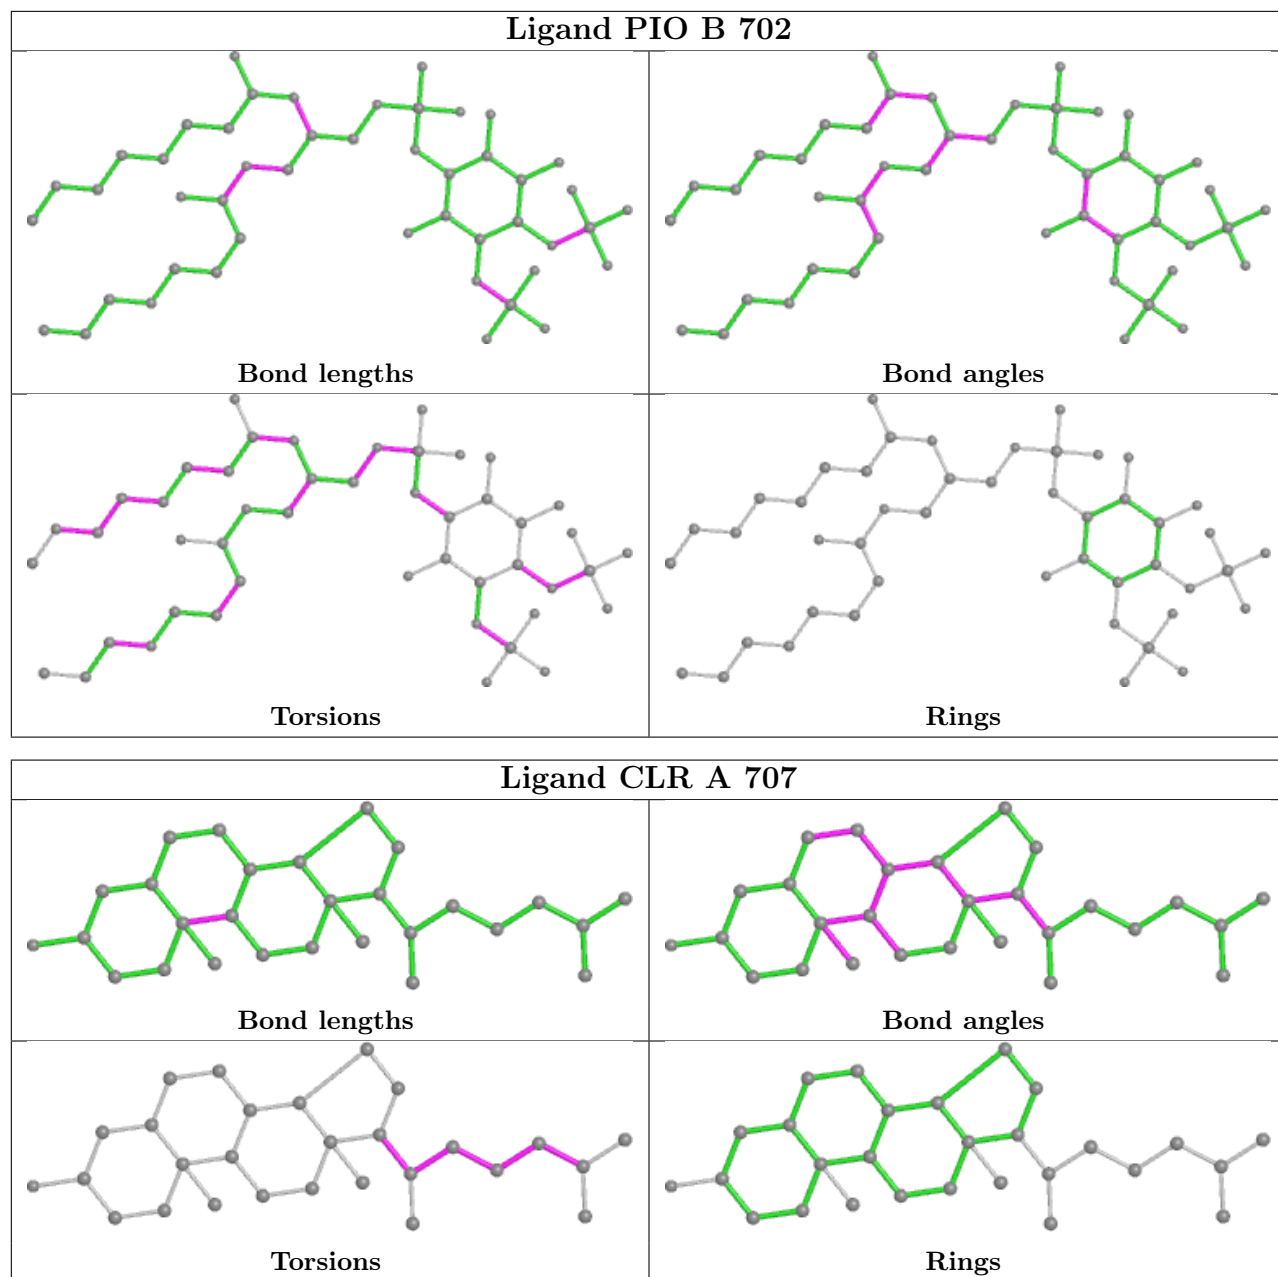 Ligand PIO B 702
Bond lengths
Bond angles
Torsions
Rings
Ligand CLR A 707
Bond lengths
Bond angles
Torsions
Rings